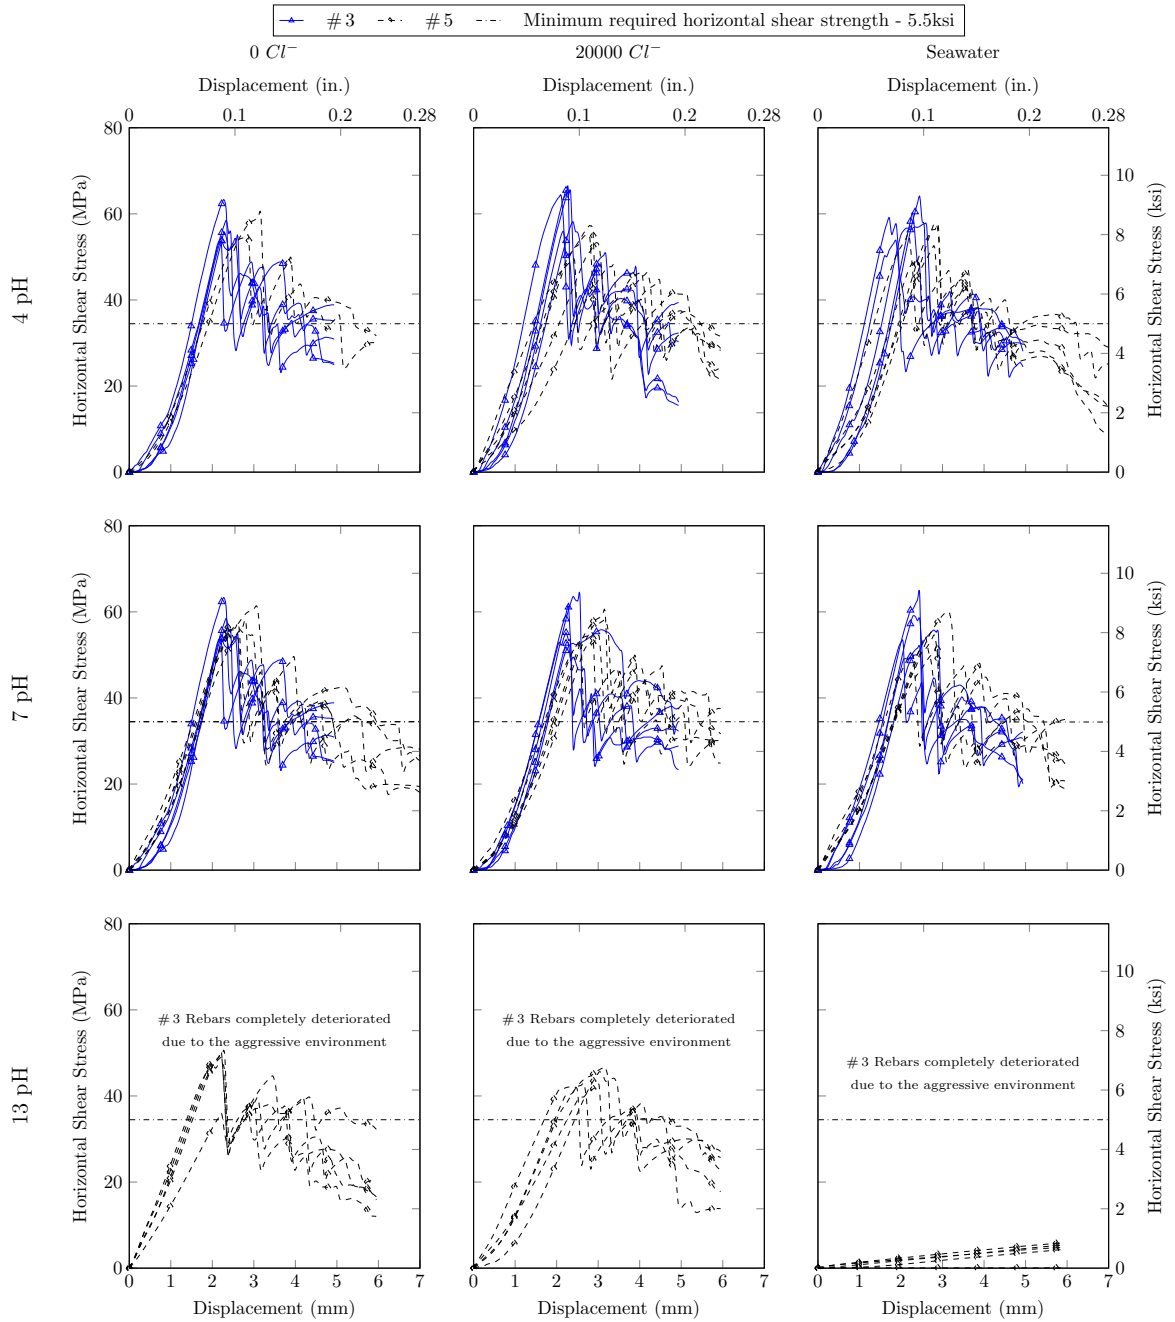 #3 #5 Minimum required horizontal shear strength - 5.5ksi
0 Cl⁻ 20000 Cl⁻ Seawater
Displacement (in.) Displacement (in.) Displacement (in.)
0 0.1 0.2 0.28 0 0.1 0.2 0.28 0 0.1 0.2 0.28
4 pH
Horizontal Shear Stress (MPa)
80
60
40
20
0
10
8
6
4
2
0
Horizontal Shear Stress (ksi)
7 pH
Horizontal Shear Stress (MPa)
80
60
40
20
0
10
8
6
4
2
0
Horizontal Shear Stress (ksi)
13 pH
Horizontal Shear Stress (MPa)
80
60
40
20
0
#3 Rebars completely deteriorated
due to the aggressive environment
#3 Rebars completely deteriorated
due to the aggressive environment
#3 Rebars completely deteriorated
due to the aggressive environment
10
8
6
4
2
0
Horizontal Shear Stress (ksi)
0 1 2 3 4 5 6 7 0 1 2 3 4 5 6 7 0 1 2 3 4 5 6 7
Displacement (mm) Displacement (mm) Displacement (mm)